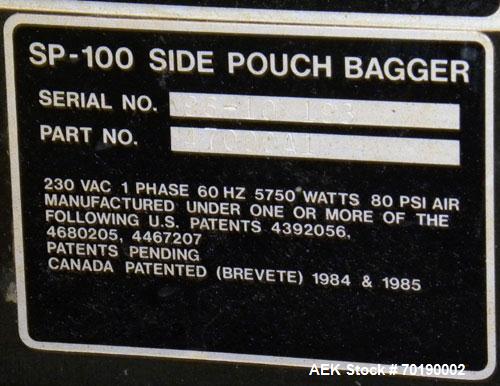 SP-100 SIDE POUCH BAGGER
SERIAL NO.
PART NO.
230 VAC 1 PHASE 60 HZ 5750 WATTS 80 PSI AIR
MANUFACTURED UNDER ONE OR MORE OF THE
FOLLOWING U.S. PATENTS 4392056,
4680205, 4467207
PATENTS PENDING
CANADA PATENTED (BREVETE) 1984 & 1985
AEK Stock # 70190002